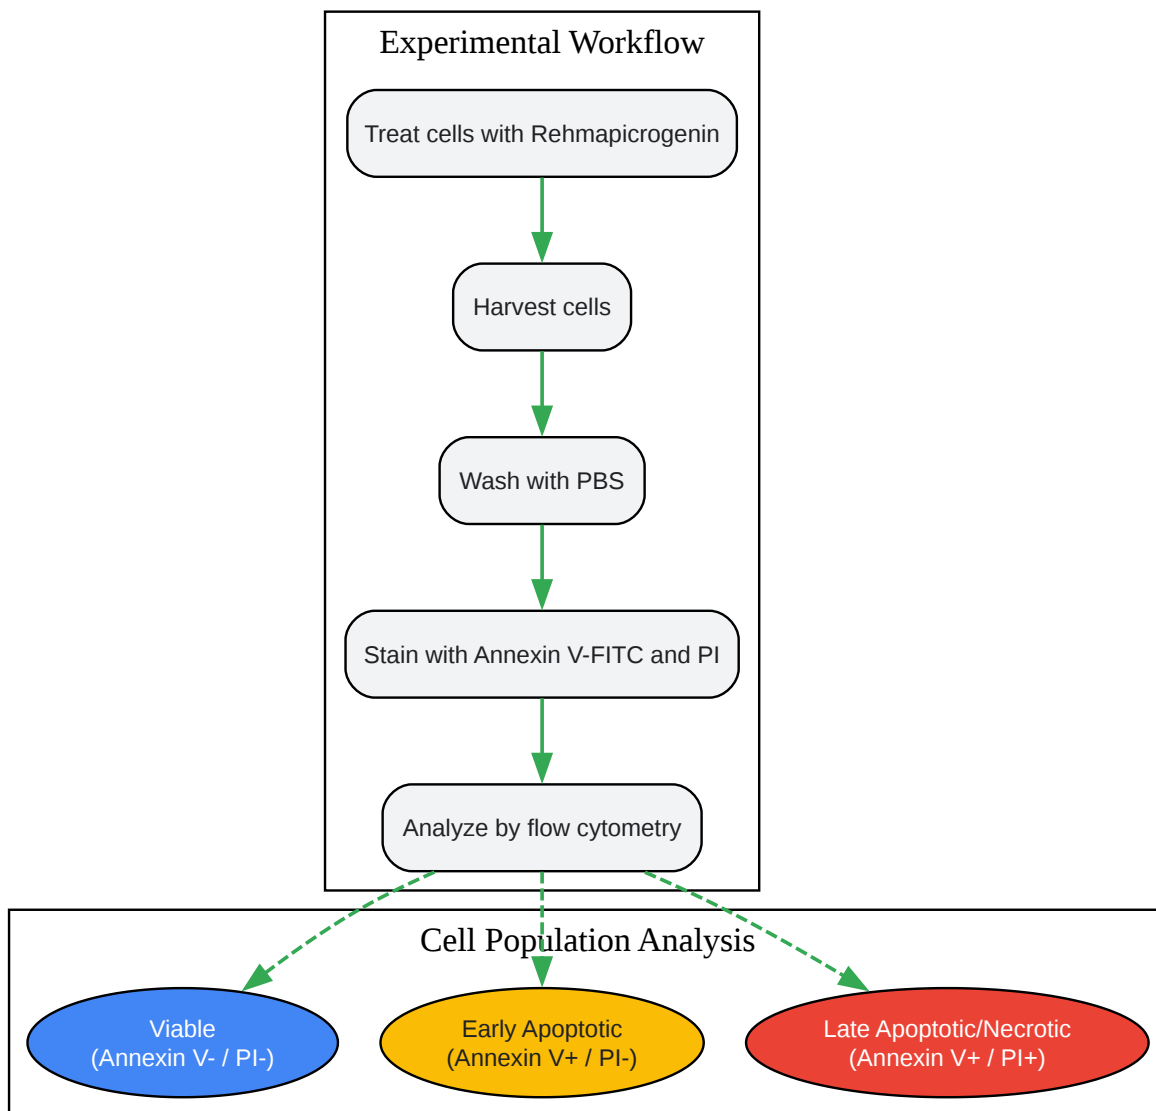 Experimental Workflow
Treat cells with Rehmapicrogenin
Harvest cells
Wash with PBS
Stain with Annexin V-FITC and PI
Analyze by flow cytometry
Cell Population Analysis
Viable
(Annexin V- / PI-)
Early Apoptotic
(Annexin V+ / PI-)
Late Apoptotic/Necrotic
(Annexin V+ / PI+)